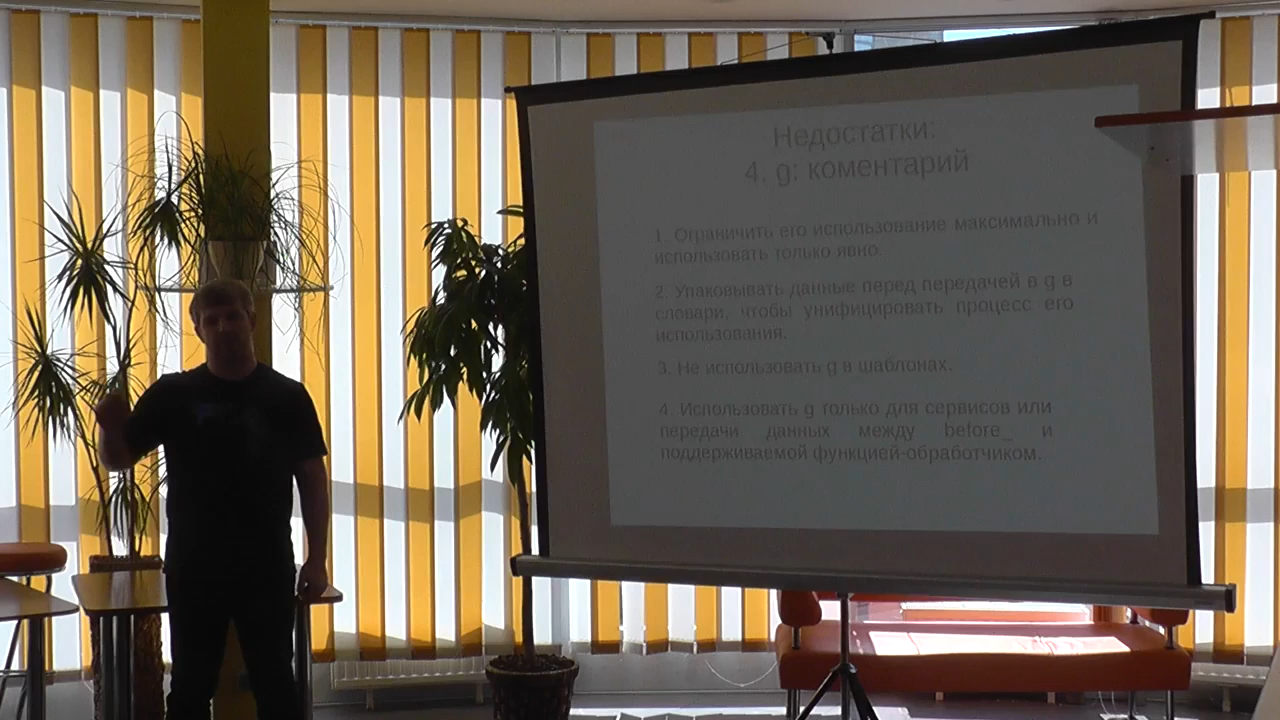 Недостатки:
4. g: коментарий
1. Ограничить его использование максимально и
использовать только явно.
2. Упаковывать данные перед передачей в g в
словари, чтобы унифицировать процесс его
использования.
3. Не использовать g в шаблонах.
4. Использовать g только для сервисов или
передачи данных между before_ и
поддерживаемой функцией-обработчиком.